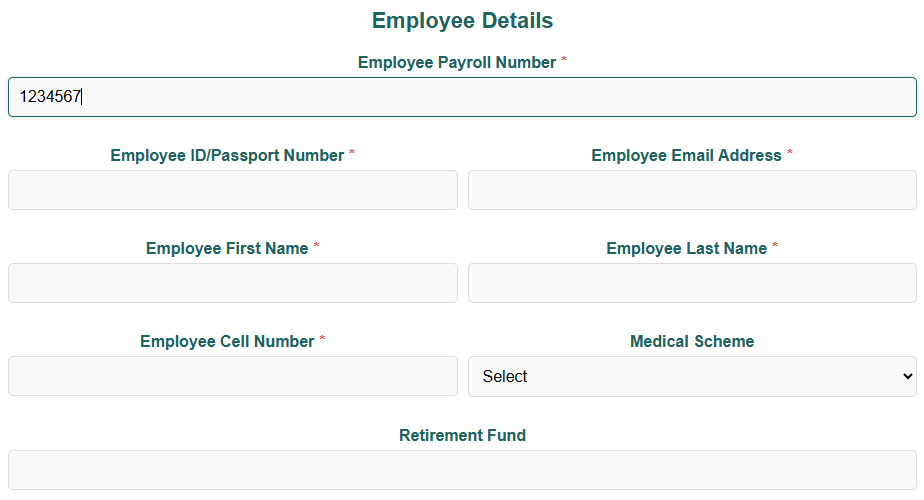 Employee Details
Employee Payroll Number *
1234567
Employee ID/Passport Number * Employee Email Address *
Employee First Name * Employee Last Name *
Employee Cell Number * Medical Scheme
Select
Retirement Fund